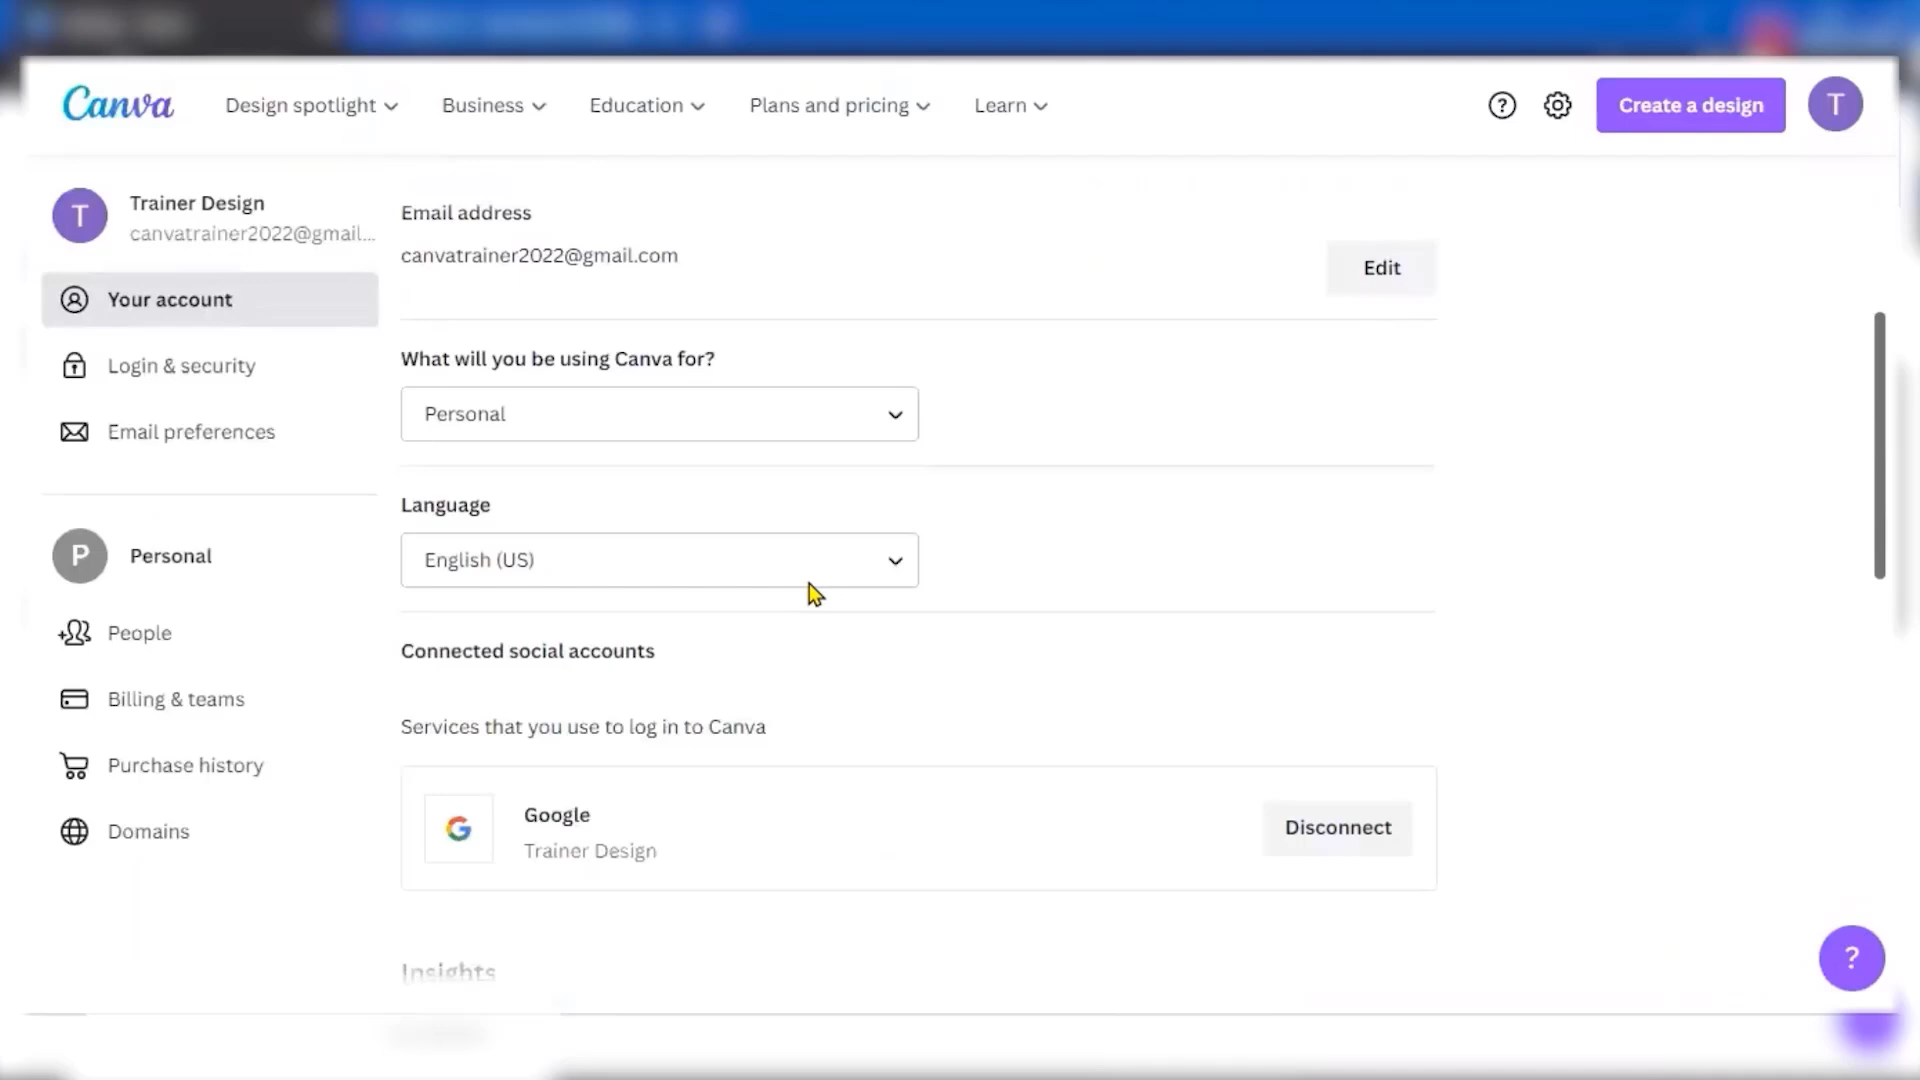 Canva
Design spotlight
Business
Education
Plans and pricing
Learn
?
Create a design
T
T
Trainer Design
canvatrainer2022@gmail...
Your account
Login & security
Email preferences
P
Personal
People
Billing & teams
Purchase history
Domains
Email address
canvatrainer2022@gmail.com
Edit
What will you be using Canva for?
Personal
Language
English (US)
Connected social accounts
Services that you use to log in to Canva
G
Google
Trainer Design
Disconnect
Insights
?